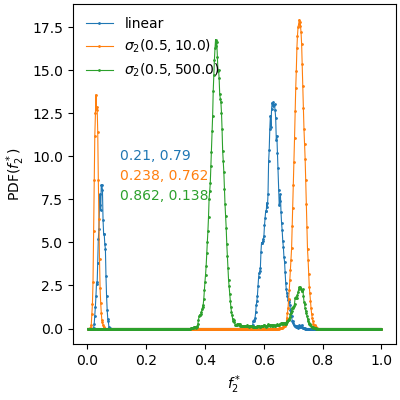 linear
σ₂(0.5, 10.0)
σ₂(0.5, 500.0)
0.21, 0.79
0.238, 0.762
0.862, 0.138
PDF(f₂*)
17.5
15.0
12.5
10.0
7.5
5.0
2.5
0.0
0.0 0.2 0.4 0.6 0.8 1.0
f₂*